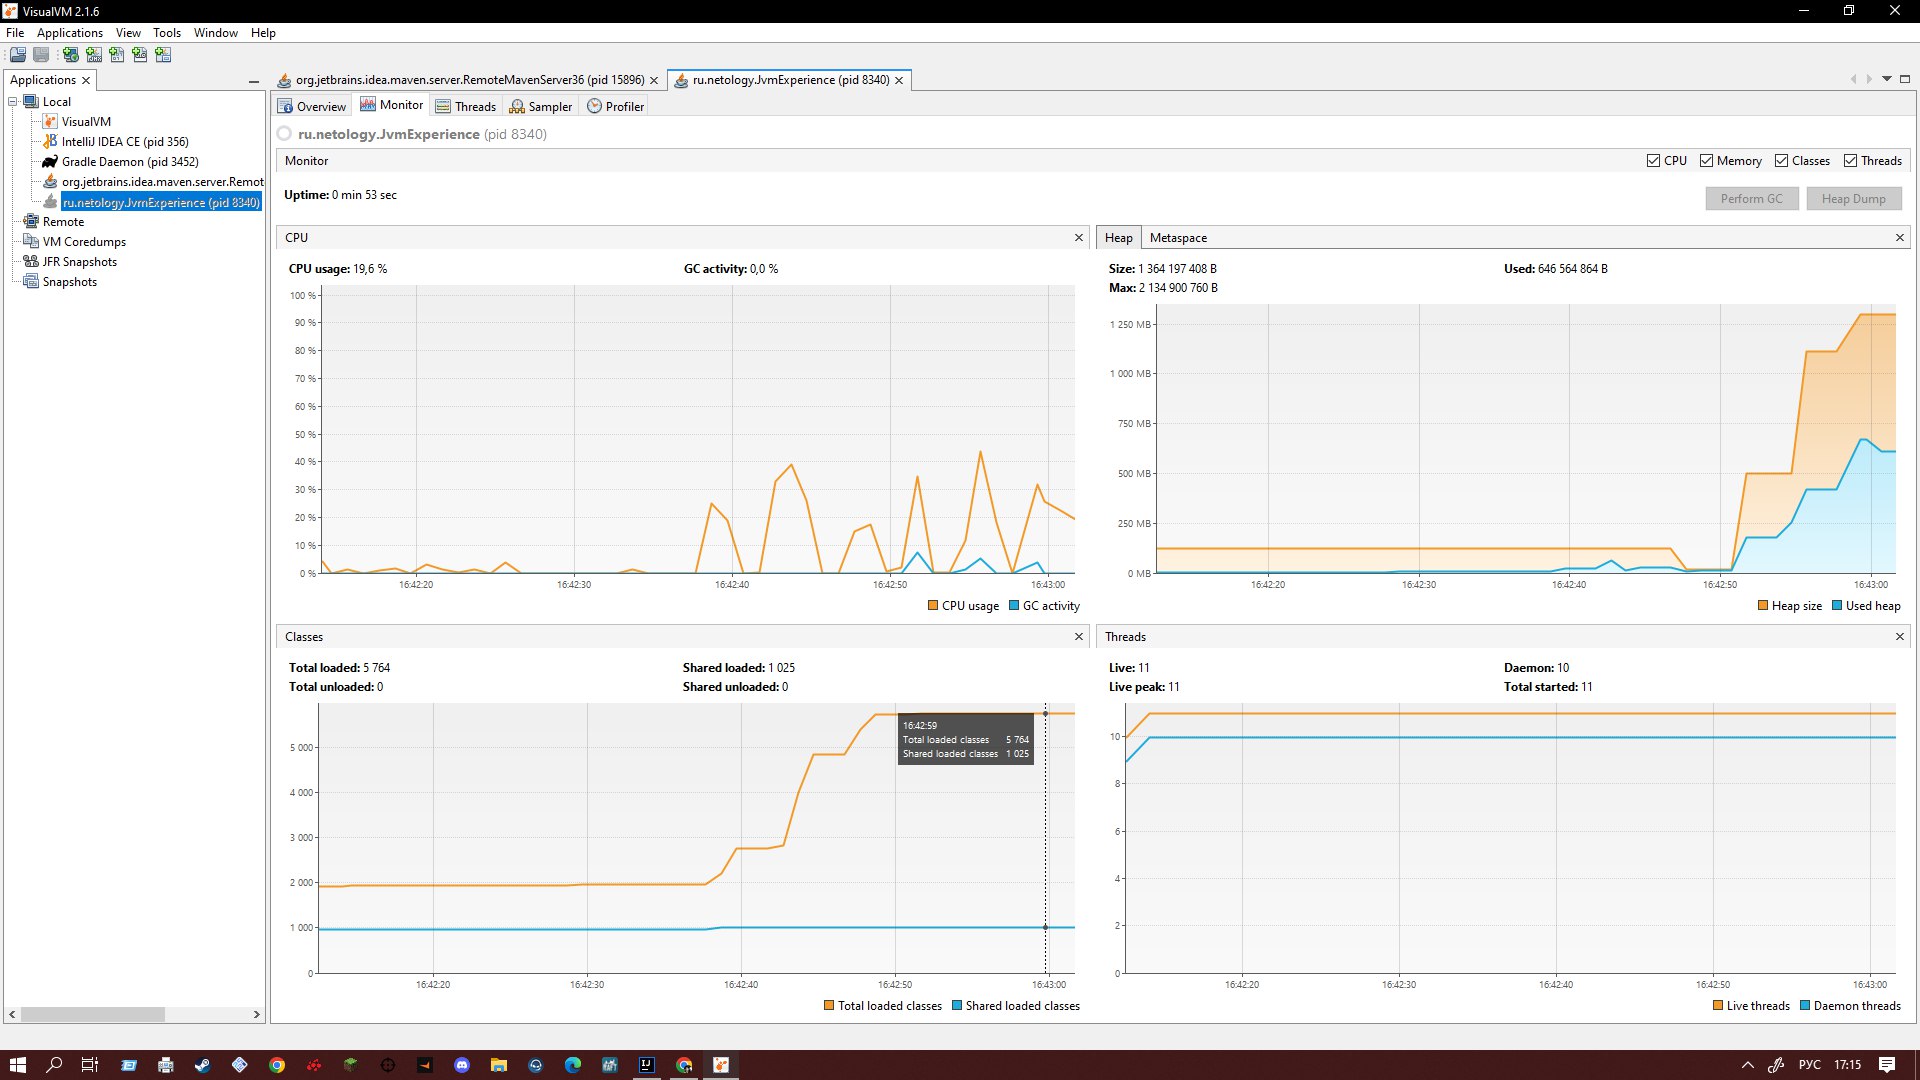 VisualVM 2.1.6
File Applications View Tools Window Help
Applications
Local
VisualVM
IntelliJ IDEA CE (pid 356)
Gradle Daemon (pid 3452)
org.jetbrains.idea.maven.server.Remot
ru.netology.JvmExperience (pid 8340)
Remote
VM Coredumps
JFR Snapshots
Snapshots
org.jetbrains.idea.maven.server.RemoteMavenServer36 (pid 15896)
ru.netology.JvmExperience (pid 8340)
Overview Monitor Threads Sampler Profiler
ru.netology.JvmExperience (pid 8340)
Monitor
CPU Memory Classes Threads
Uptime: 0 min 53 sec
Perform GC Heap Dump
CPU
CPU usage: 19,6 % GC activity: 0,0 %
100 %
90 %
80 %
70 %
60 %
50 %
40 %
30 %
20 %
10 %
0 %
16:42:20 16:42:30 16:42:40 16:42:50 16:43:00
CPU usage GC activity
Heap Metaspace
Size: 1 364 197 408 B Used: 646 564 864 B
Max: 2 134 900 760 B
1 250 MB
1 000 MB
750 MB
500 MB
250 MB
0 MB
16:42:20 16:42:30 16:42:40 16:42:50 16:43:00
Heap size Used heap
Classes
Total loaded: 5 764 Shared loaded: 1 025
Total unloaded: 0 Shared unloaded: 0
5 000
4 000
3 000
2 000
1 000
0
16:42:59
Total loaded classes 5 764
Shared loaded classes 1 025
16:42:20 16:42:30 16:42:40 16:42:50 16:43:00
Total loaded classes Shared loaded classes
Threads
Live: 11 Daemon: 10
Live peak: 11 Total started: 11
10
8
6
4
2
0
16:42:20 16:42:30 16:42:40 16:42:50 16:43:00
Live threads Daemon threads
РУС 17:15